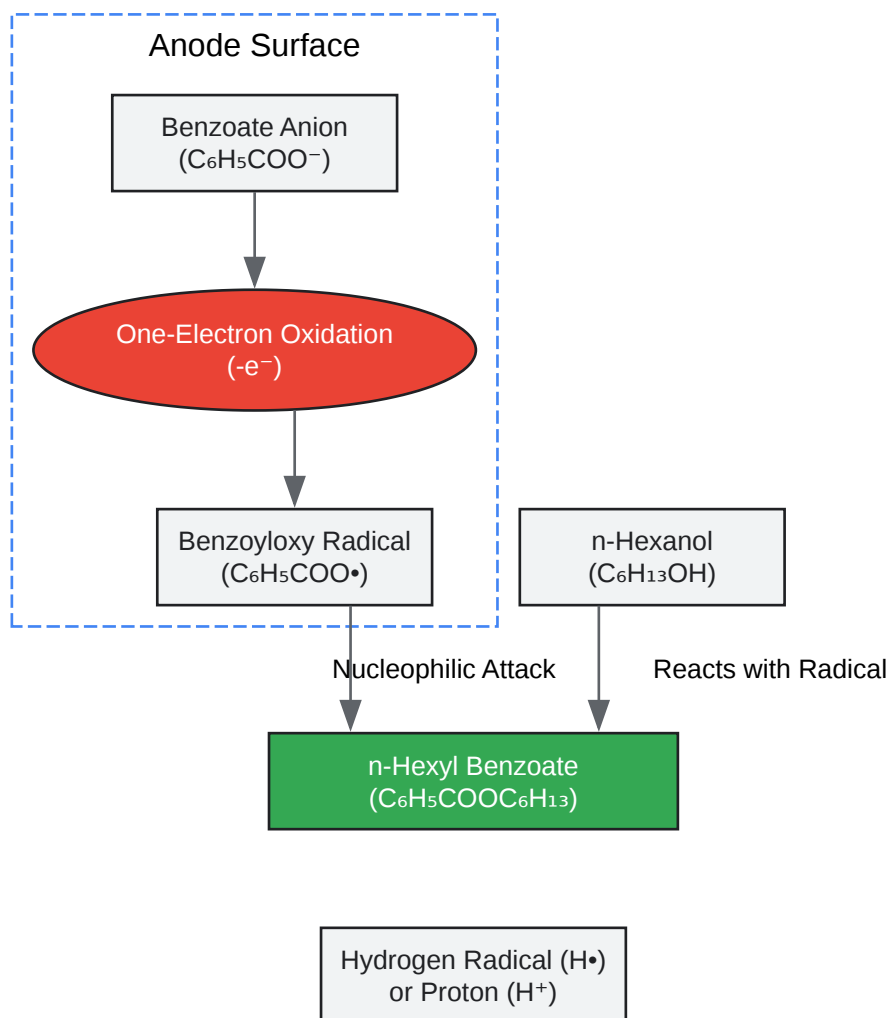 Anode Surface
Benzoate Anion
(C₆H₅COO⁻)
One-Electron Oxidation
(-e⁻)
Benzoyloxy Radical
(C₆H₅COO•)
n-Hexanol
(C₆H₁₃OH)
Nucleophilic Attack
Reacts with Radical
n-Hexyl Benzoate
(C₆H₅COOC₆H₁₃)
Hydrogen Radical (H•)
or Proton (H⁺)